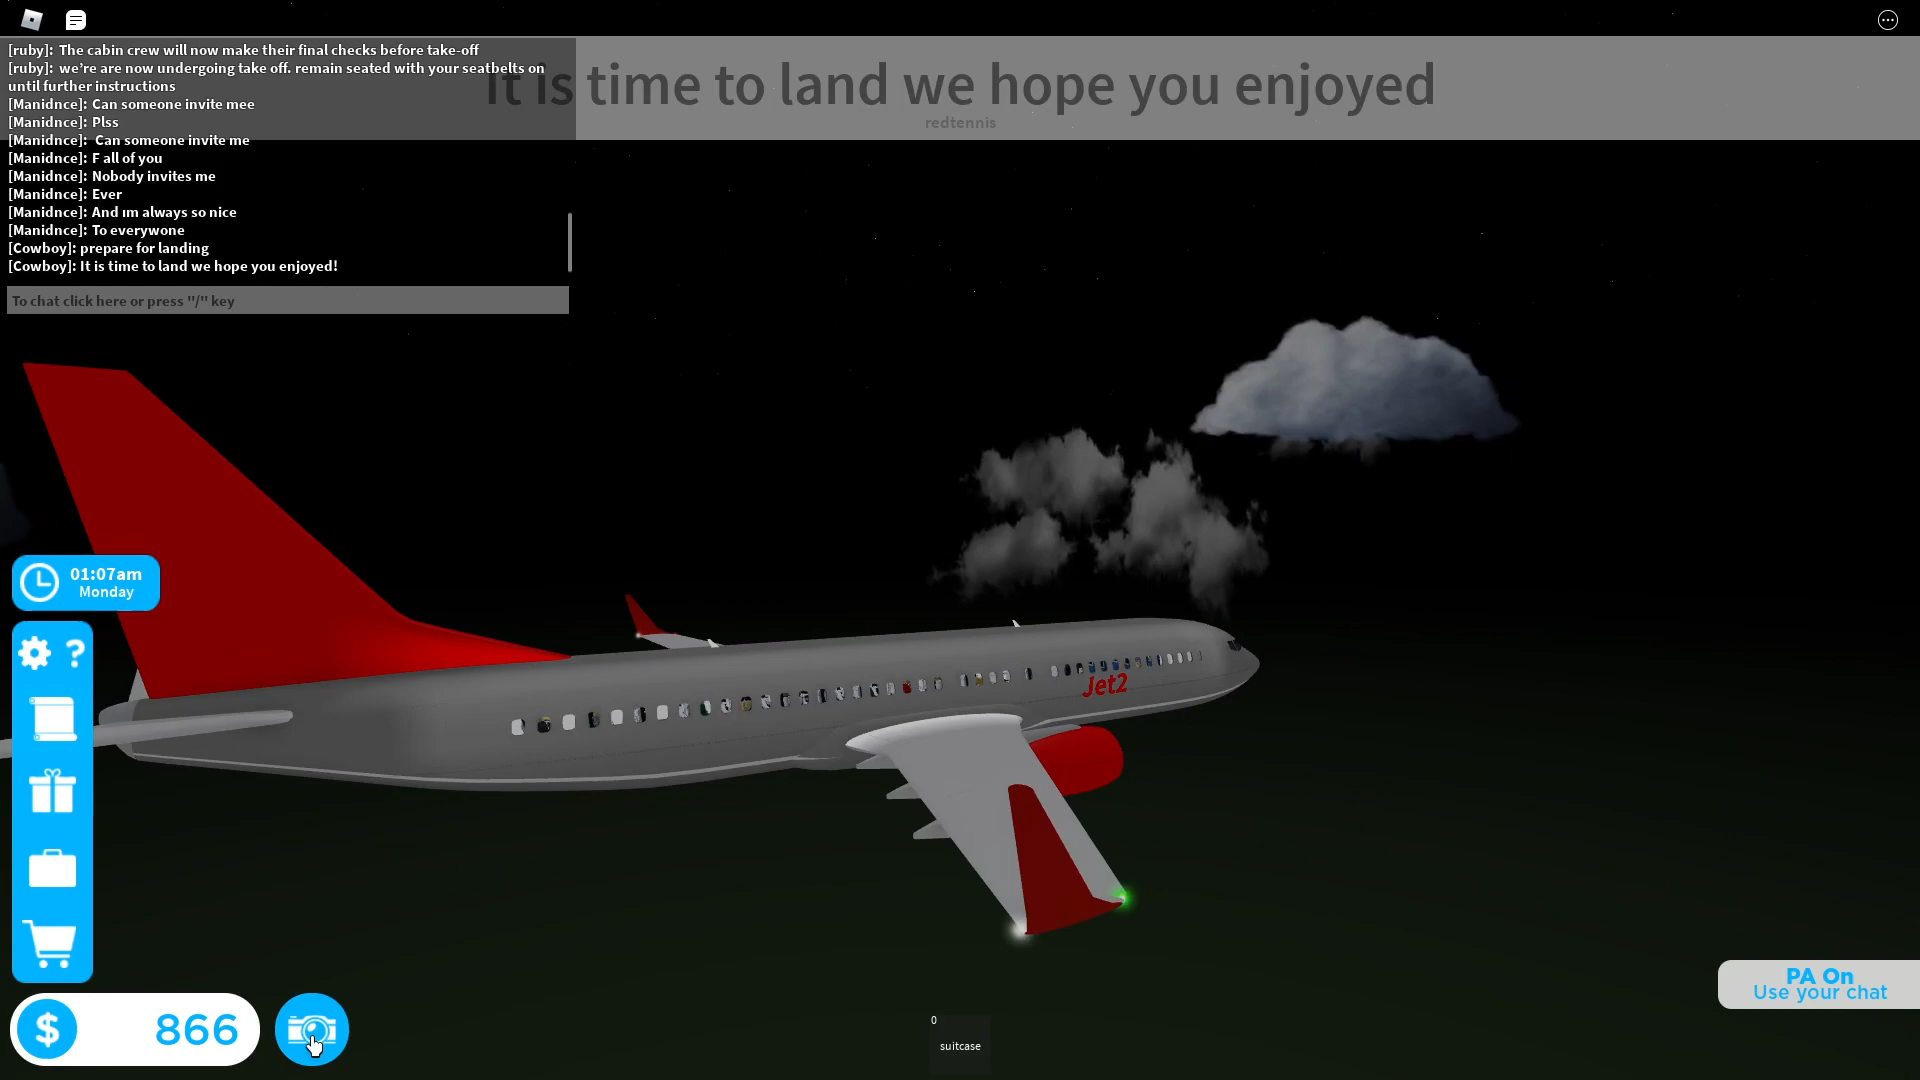 [ruby]: The cabin crew will now make their final checks before take-off
[ruby]: we're are now undergoing take off. remain seated with your seatbelts on
until further instructions
[Manidnce]: Can someone invite mee
[Manidnce]: Plss
[Manidnce]: Can someone invite me
[Manidnce]: F all of you
[Manidnce]: Nobody invites me
[Manidnce]: Ever
[Manidnce]: And ım always so nice
[Manidnce]: To everywone
[Cowboy]: prepare for landing
[Cowboy]: It is time to land we hope you enjoyed!
To chat click here or press "/" key
It is time to land we hope you enjoyed
redtennis
01:07am
Monday
?
Jet2
$ 866
PA On
Use your chat
0
suitcase